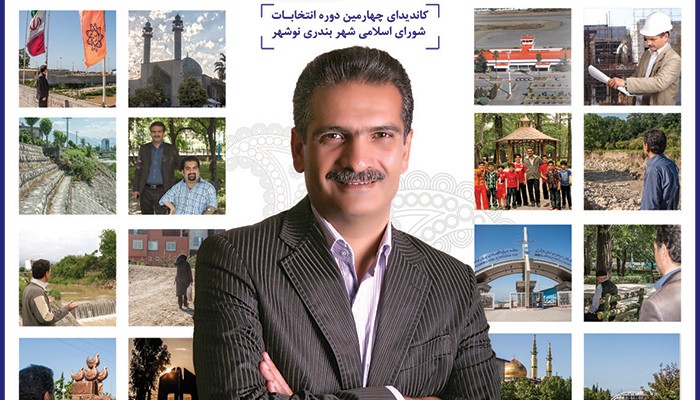 کاندیدای چهارمین دوره انتخابات
شورای اسلامی شهر بندری نوشهر